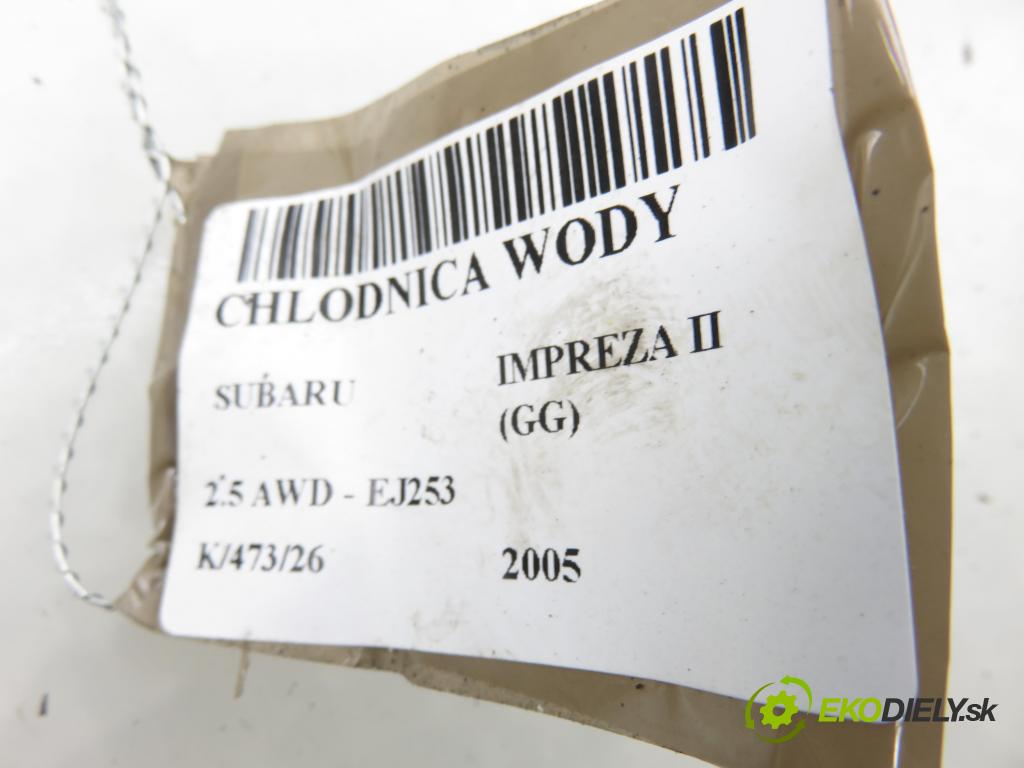 CHLODNICA WODY
SUBARU
IMPREZA II
(GG)
2.5 AWD - EJ253
K/473/26
2005
EKODIELY.sk